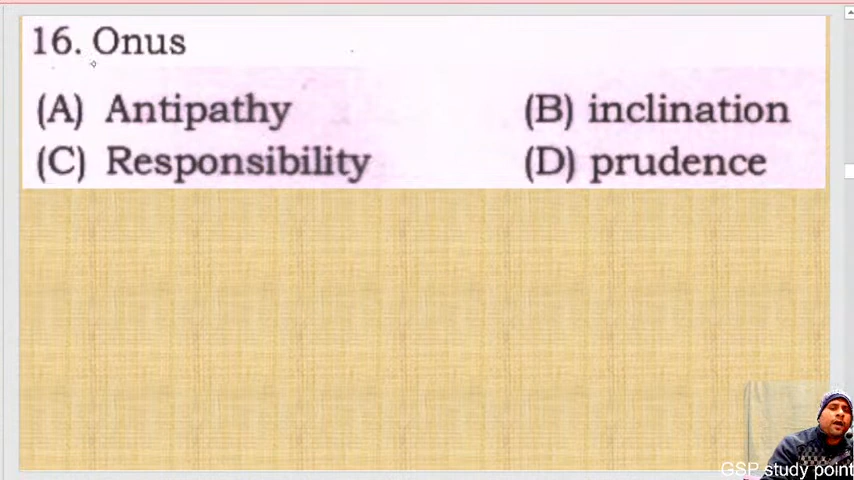 16. Onus
(A) Antipathy (B) inclination
(C) Responsibility (D) prudence
GSP study point